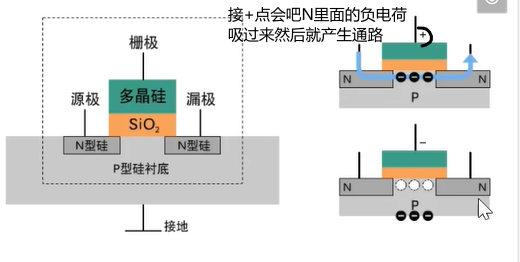 接+点会吧N里面的负电荷
吸过来然后就产生通路
栅极
源极
多晶硅
漏极
SiO₂
N型硅
N型硅
P型硅衬底
接地
+
N
N
P
−
N
N
P